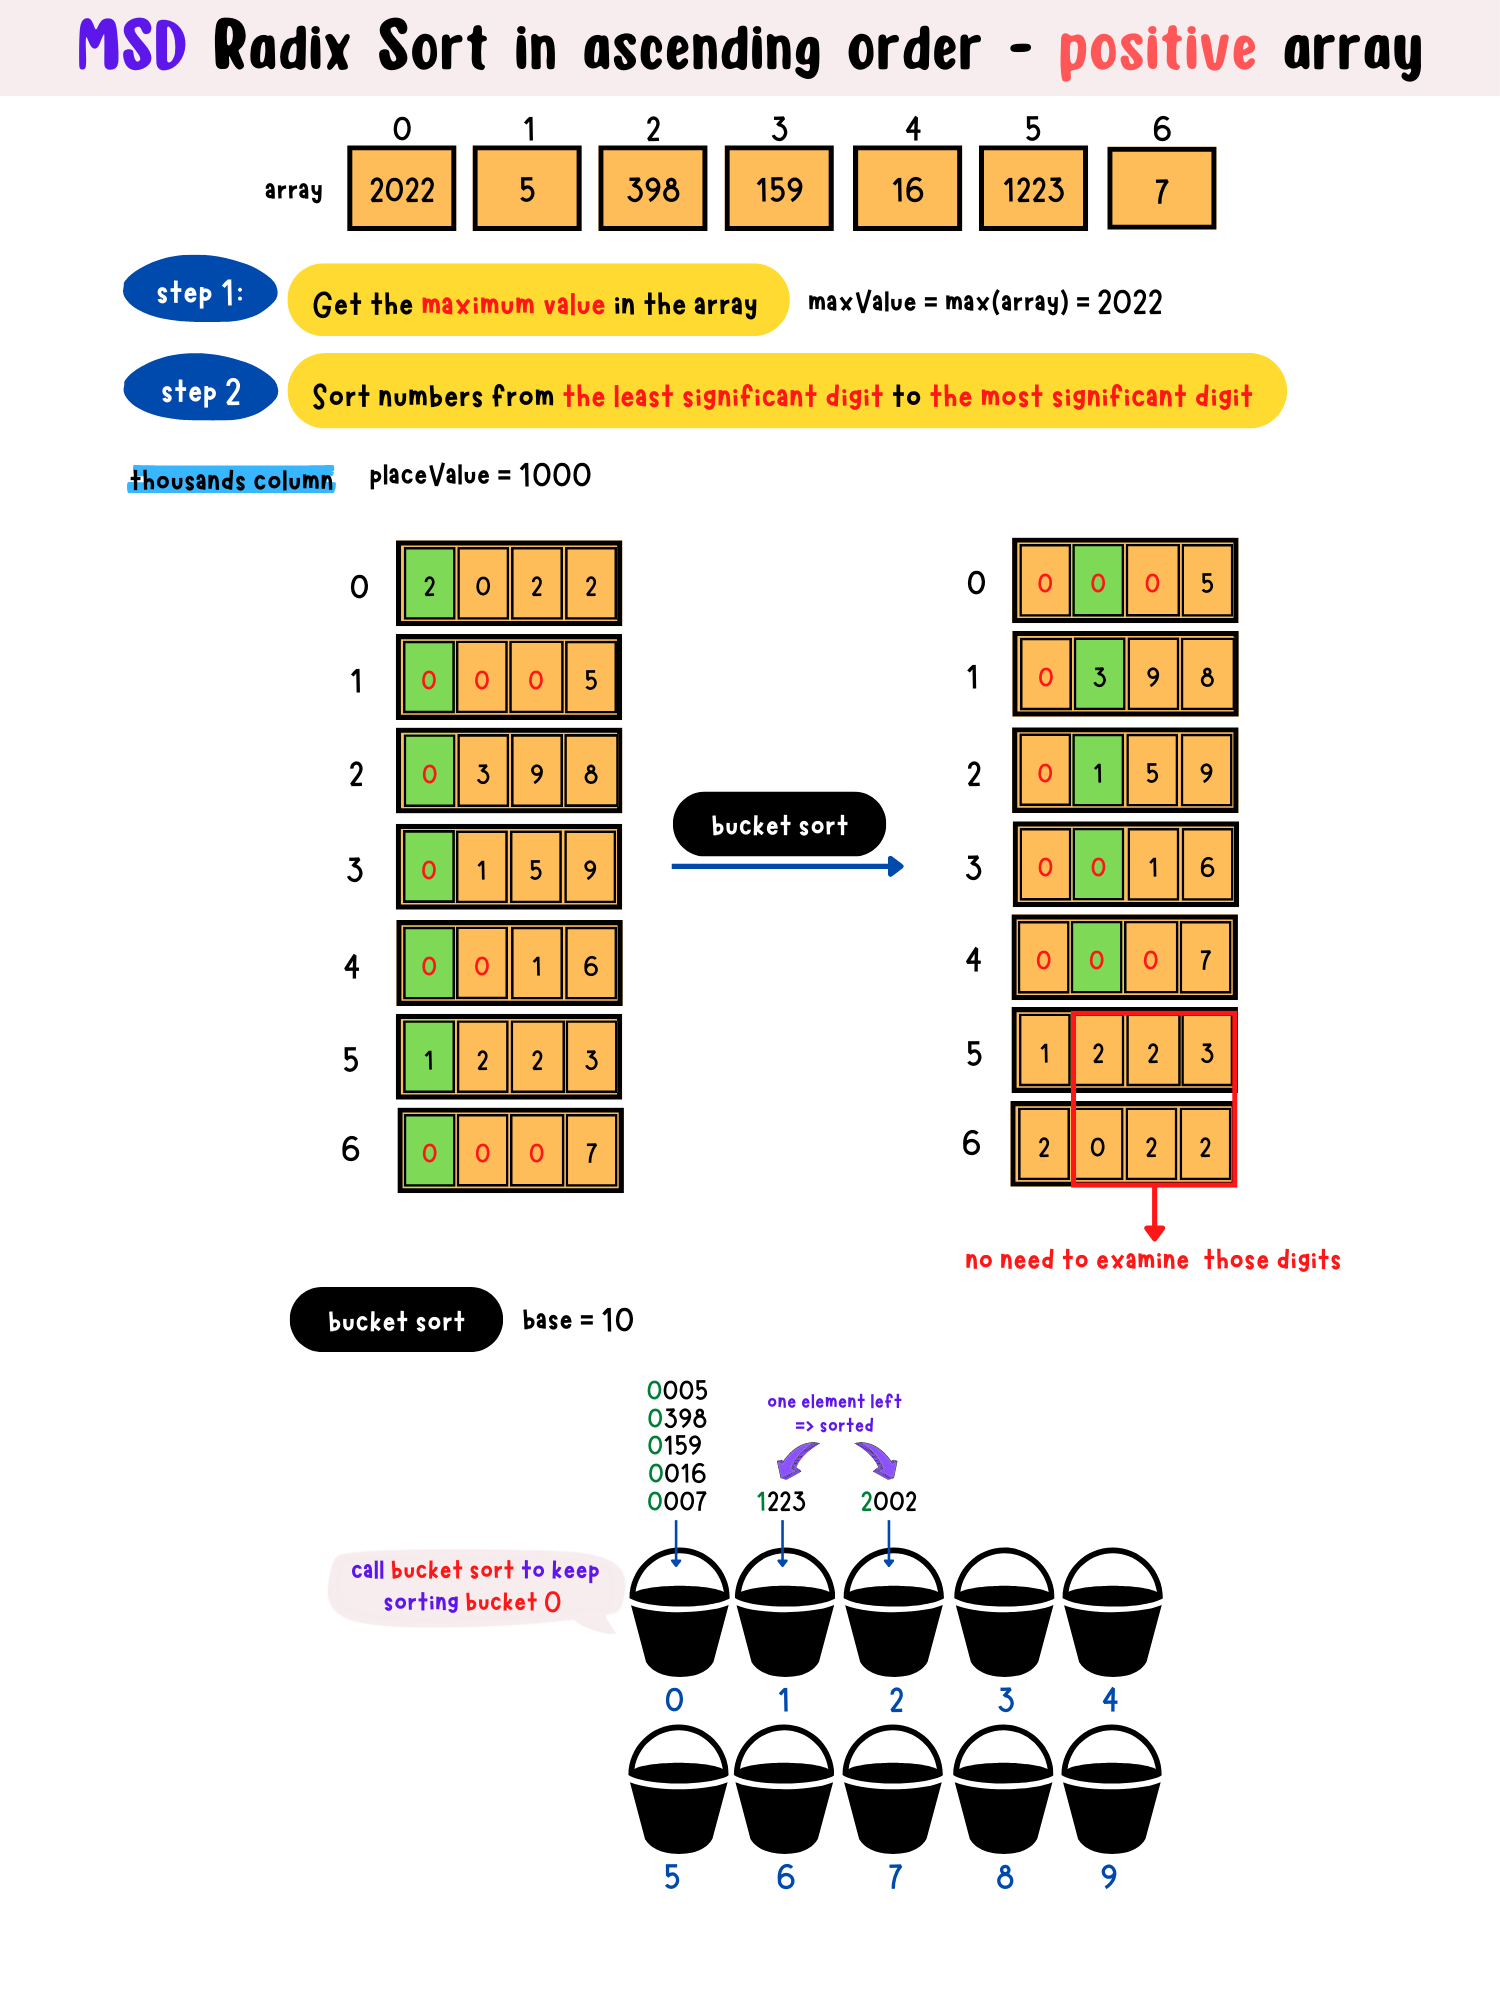 MSD Radix Sort in ascending order - positive array
0 1 2 3 4 5 6
array 2022 5 398 159 16 1223 7
step 1: Get the maximum value in the array maxValue = max(array) = 2022
step 2 Sort numbers from the least significant digit to the most significant digit
thousands column placeValue = 1000
0 2 0 2 2
1 0 0 0 5
2 0 3 9 8
3 0 1 5 9
4 0 0 1 6
5 1 2 2 3
6 0 0 0 7
bucket sort
0 0 0 0 5
1 0 3 9 8
2 0 1 5 9
3 0 0 1 6
4 0 0 0 7
5 1 2 2 3
6 2 0 2 2
no need to examine those digits
bucket sort base = 10
0005
0398
0159
0016
0007
one element left
=> sorted
1223 2002
call bucket sort to keep
sorting bucket 0
0 1 2 3 4
5 6 7 8 9